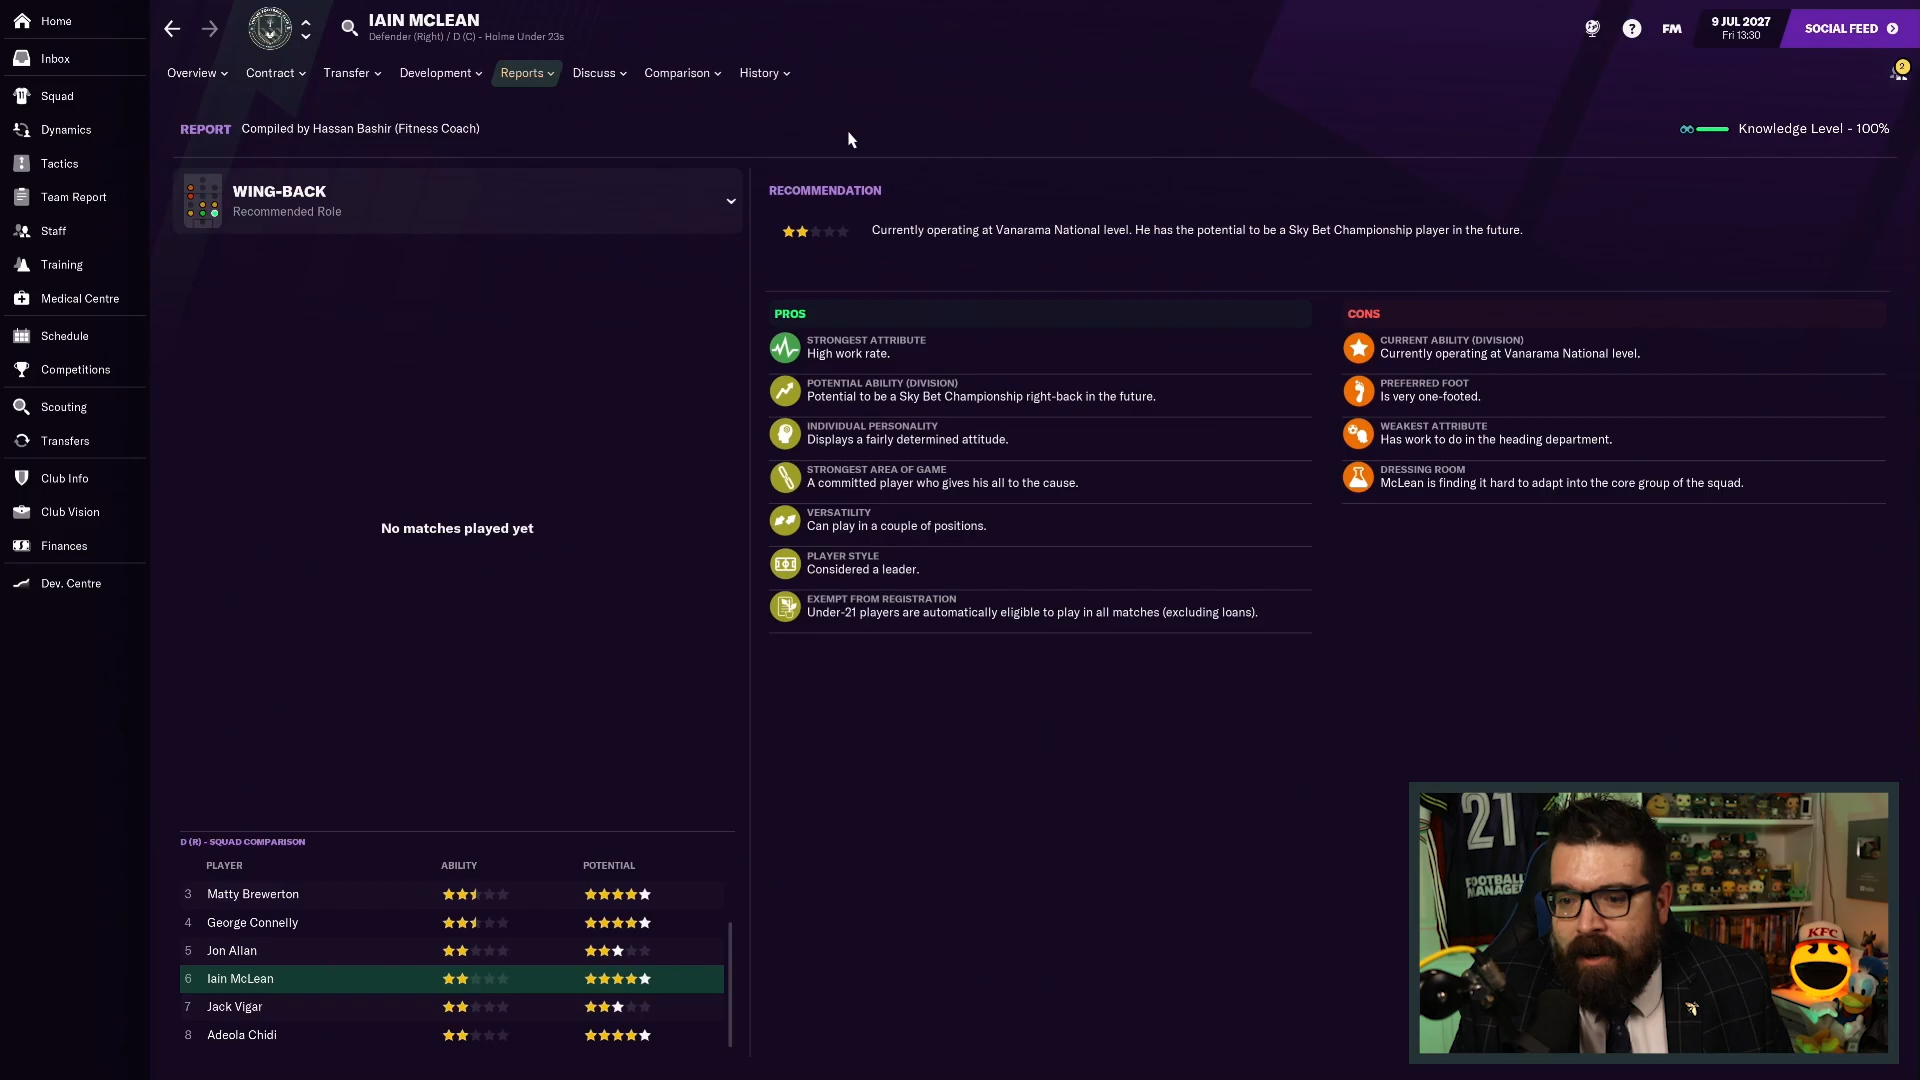 Home
Inbox
Squad
Dynamics
Tactics
Team Report
Staff
Training
Medical Centre
Schedule
Competitions
Scouting
Transfers
Club Info
Club Vision
Finances
Dev. Centre
IAIN MCLEAN
Defender (Right) / D (C) - Holme Under 23s
FM
9 JUL 2027
Fri 13:30
SOCIAL FEED
2
Overview
Contract
Transfer
Development
Reports
Discuss
Comparison
History
REPORT Compiled by Hassan Bashir (Fitness Coach)
Knowledge Level - 100%
WING-BACK
Recommended Role
No matches played yet
D (R) - SQUAD COMPARISON
PLAYER ABILITY POTENTIAL
3 Matty Brewerton
4 George Connelly
5 Jon Allan
6 Iain McLean
7 Jack Vigar
8 Adeola Chidi
RECOMMENDATION
Currently operating at Vanarama National level. He has the potential to be a Sky Bet Championship player in the future.
PROS
STRONGEST ATTRIBUTE
High work rate.
POTENTIAL ABILITY (DIVISION)
Potential to be a Sky Bet Championship right-back in the future.
INDIVIDUAL PERSONALITY
Displays a fairly determined attitude.
STRONGEST AREA OF GAME
A committed player who gives his all to the cause.
VERSATILITY
Can play in a couple of positions.
PLAYER STYLE
Considered a leader.
EXEMPT FROM REGISTRATION
Under-21 players are automatically eligible to play in all matches (excluding loans).
CONS
CURRENT ABILITY (DIVISION)
Currently operating at Vanarama National level.
PREFERRED FOOT
Is very one-footed.
WEAKEST ATTRIBUTE
Has work to do in the heading department.
DRESSING ROOM
McLean is finding it hard to adapt into the core group of the squad.
21
FOOTBALL
MANAGER
KFC